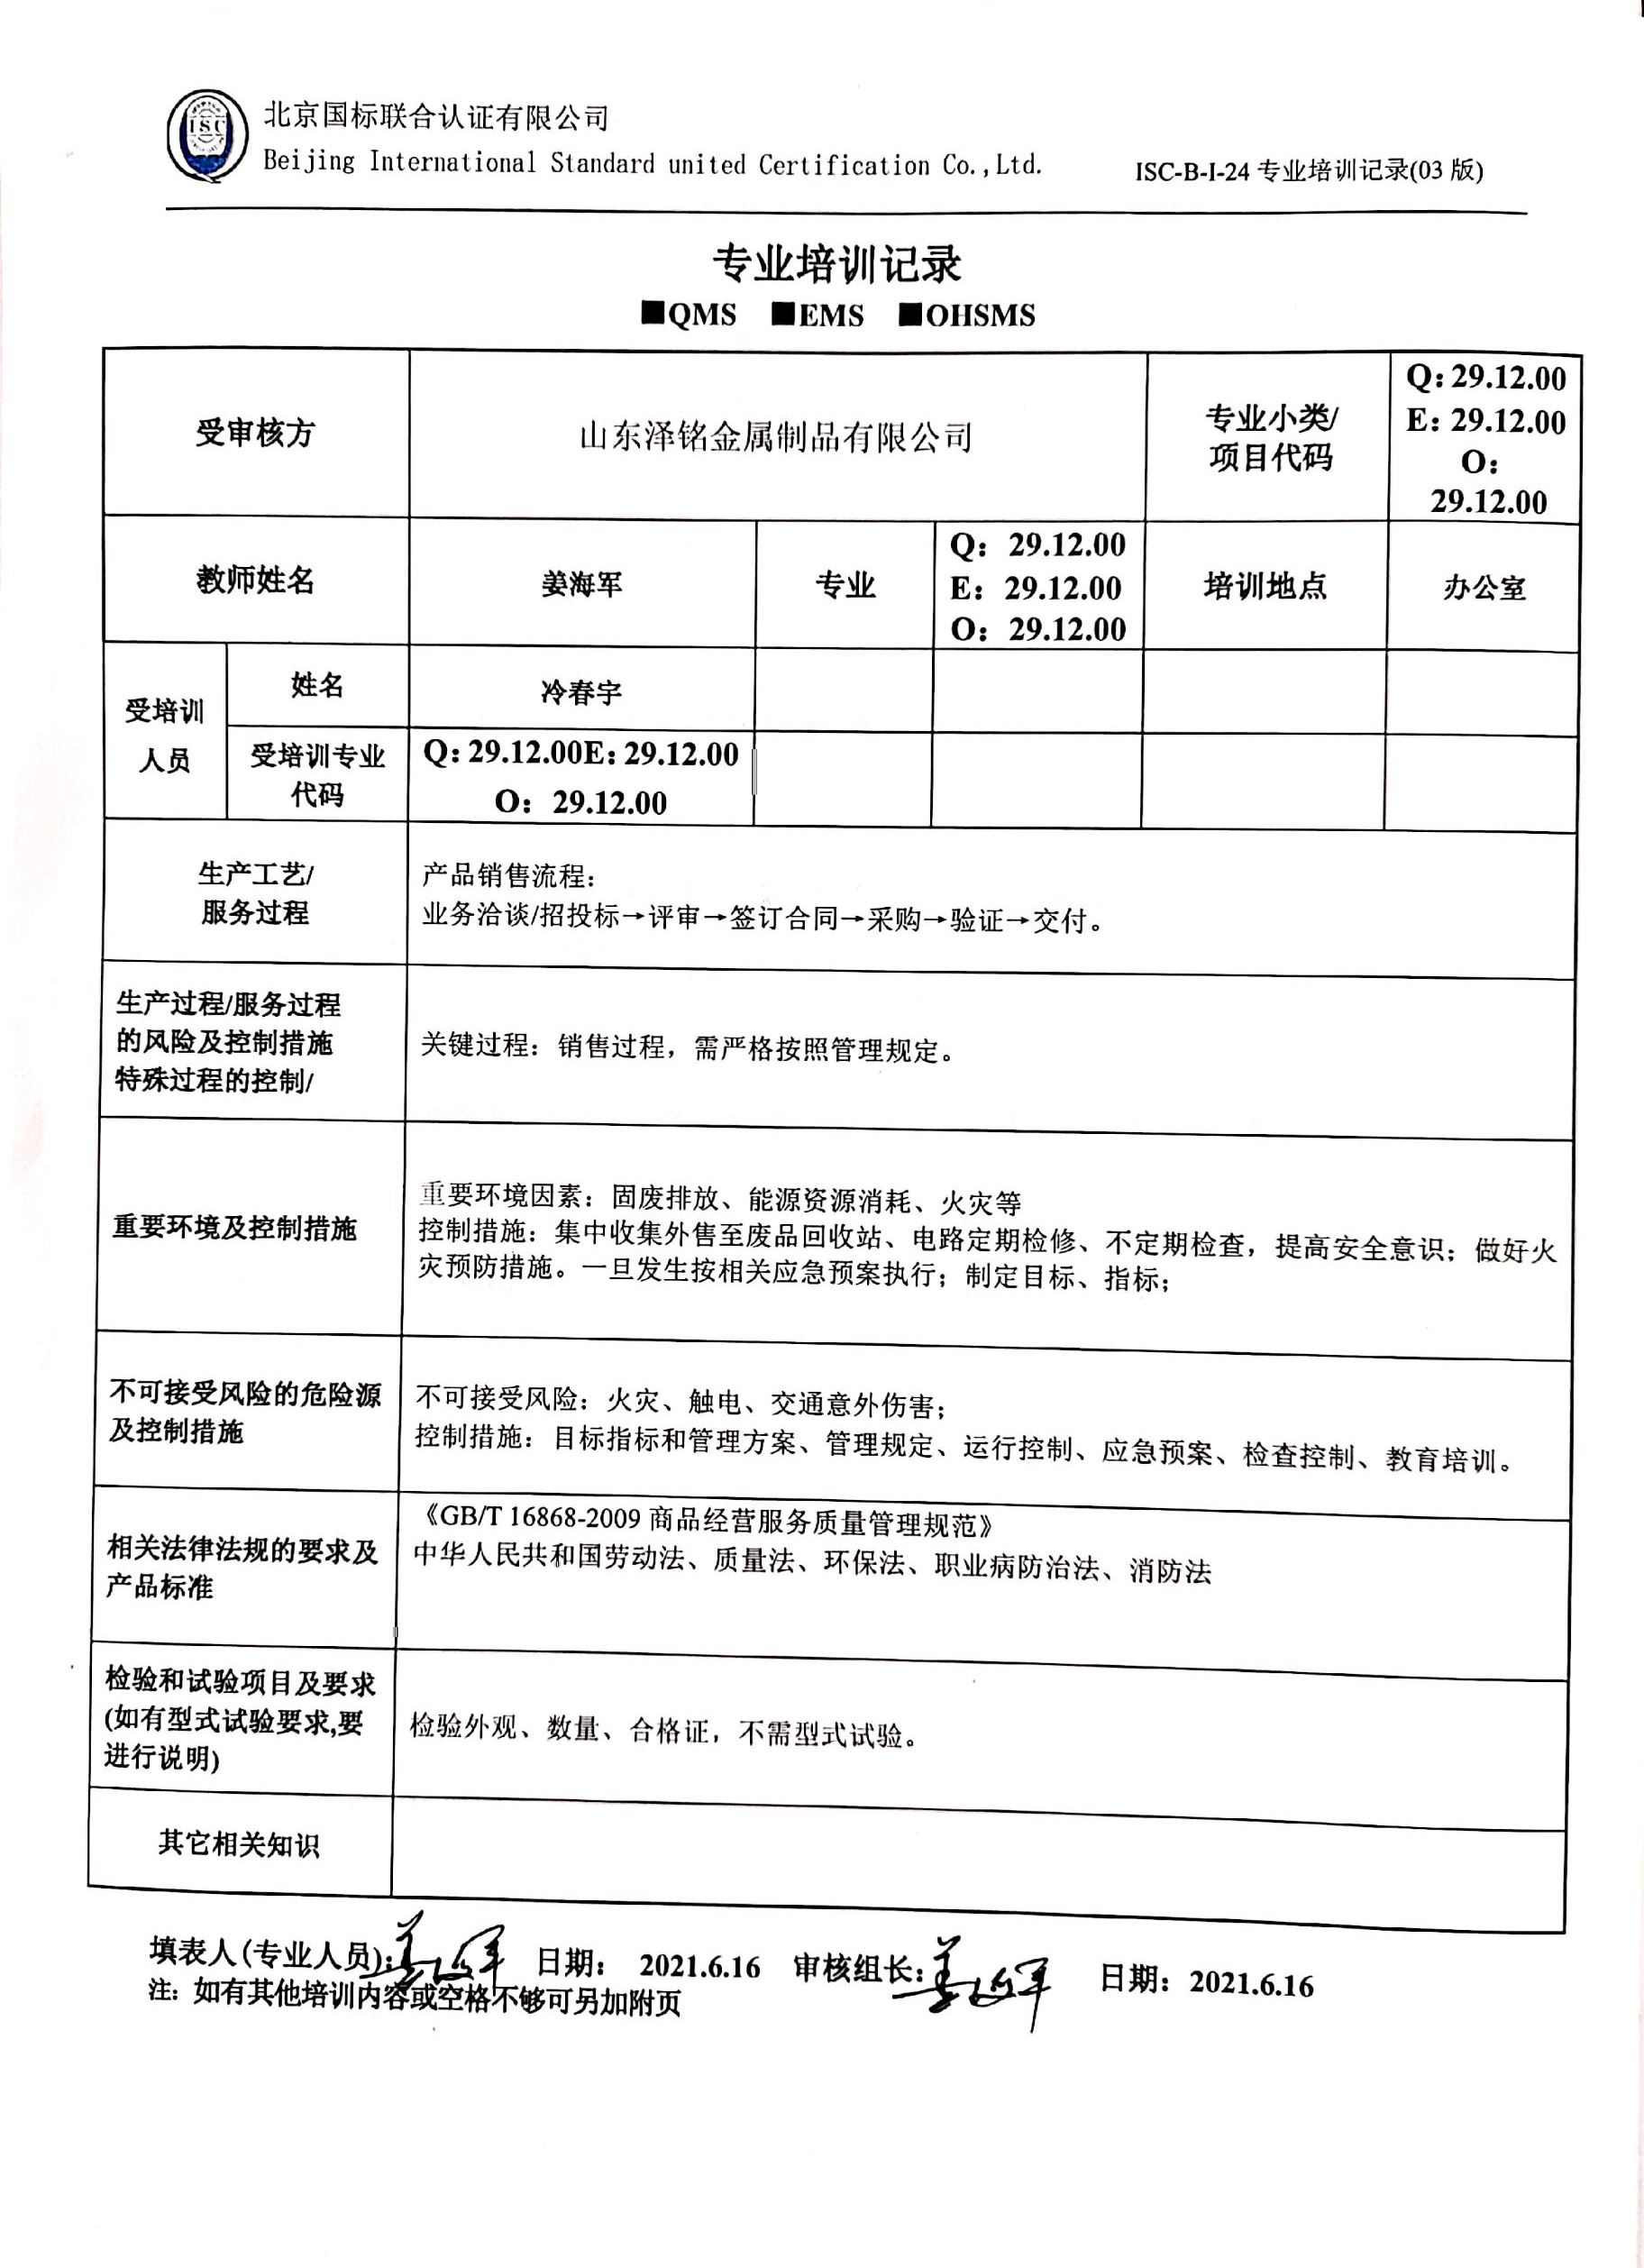 ISC
北京国标联合认证有限公司
Beijing International Standard united Certification Co.,Ltd.
ISC-B-I-24 专业培训记录(03 版)
专业培训记录
■QMS ■EMS ■OHSMS
受审核方
山东泽铭金属制品有限公司
专业小类/
项目代码
Q: 29.12.00
E: 29.12.00
O:
29.12.00
教师姓名
姜海军
专业
Q: 29.12.00
E: 29.12.00
O: 29.12.00
培训地点
办公室
受培训
人员
姓名
冷春宇
受培训专业
代码
Q: 29.12.00E: 29.12.00
O: 29.12.00
生产工艺/
服务过程
产品销售流程:
业务洽谈/招投标→评审→签订合同→采购→验证→交付。
生产过程/服务过程
的风险及控制措施
特殊过程的控制/
关键过程：销售过程，需严格按照管理规定。
重要环境及控制措施
重要环境因素：固废排放、能源资源消耗、火灾等
控制措施：集中收集外售至废品回收站、电路定期检修、不定期检查，提高安全意识；做好火
灾预防措施。一旦发生按相关应急预案执行；制定目标、指标；
不可接受风险的危险源
及控制措施
不可接受风险：火灾、触电、交通意外伤害；
控制措施：目标指标和管理方案、管理规定、运行控制、应急预案、检查控制、教育培训。
相关法律法规的要求及
产品标准
《GB/T 16868-2009 商品经营服务质量管理规范》
中华人民共和国劳动法、质量法、环保法、职业病防治法、消防法
检验和试验项目及要求
(如有型式试验要求,要
进行说明)
检验外观、数量、合格证，不需型式试验。
其它相关知识
填表人(专业人员): 姜海军 日期： 2021.6.16 审核组长: 姜海军 日期：2021.6.16
注：如有其他培训内容或空格不够可另加附页